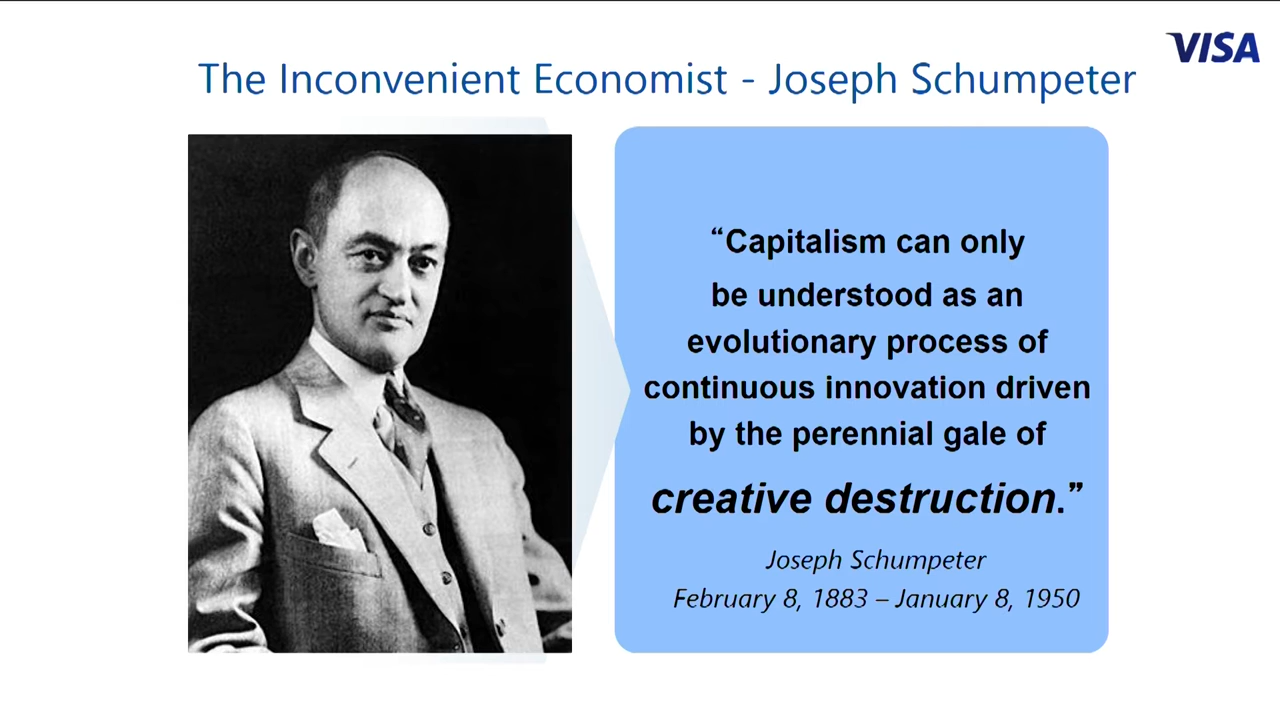 VISA
The Inconvenient Economist - Joseph Schumpeter
“Capitalism can only
be understood as an
evolutionary process of
continuous innovation driven
by the perennial gale of
creative destruction.”
Joseph Schumpeter
February 8, 1883 – January 8, 1950